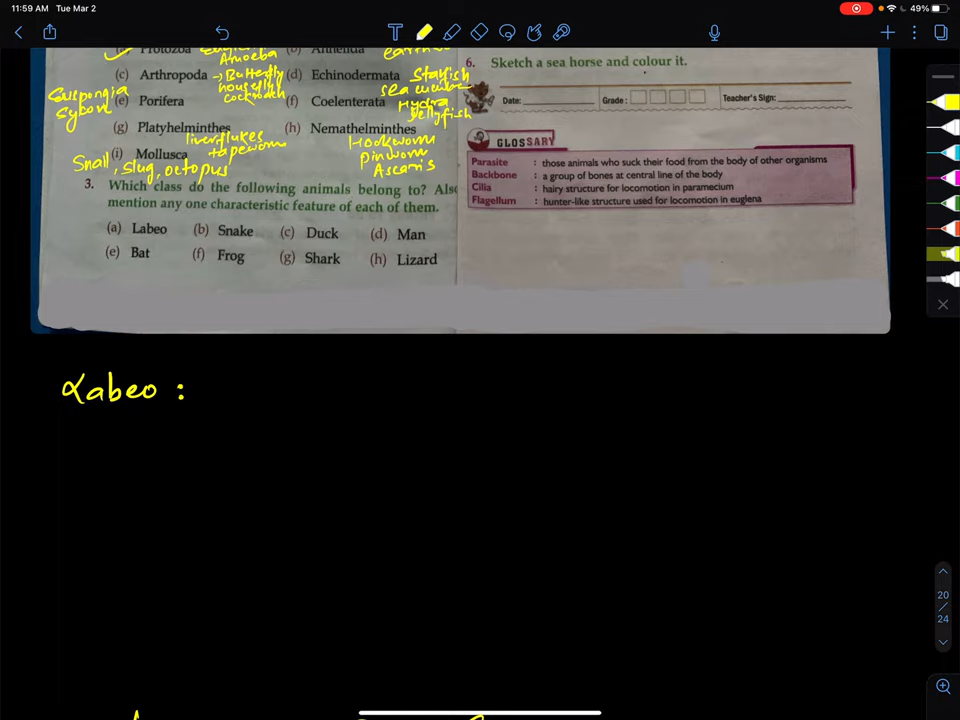 11:59 AM Tue Mar 2
49%
Protozoa
Amoeba
(c) Arthropoda → Butterfly
housefly
cockroach
(d) Echinodermata Starfish
sea cucumber
Euspongia
Sycon
(e) Porifera
(f) Coelenterata Hydra
Jellyfish
(g) Platyhelminthes
liverflukes
tapeworm
(h) Nemathelminthes
Hookworm
Pinworm
Ascaris
(i) Mollusca
Snail, slug, octopus
3. Which class do the following animals belong to? Also
mention any one characteristic feature of each of them.
(a) Labeo (b) Snake (c) Duck (d) Man
(e) Bat (f) Frog (g) Shark (h) Lizard
6. Sketch a sea horse and colour it.
Date: Grade: Teacher's Sign:
GLOSSARY
Parasite : those animals who suck their food from the body of other organisms
Backbone : a group of bones at central line of the body
Cilia : hairy structure for locomotion in paramecium
Flagellum : hunter-like structure used for locomotion in euglena
Labeo :
20
/
24